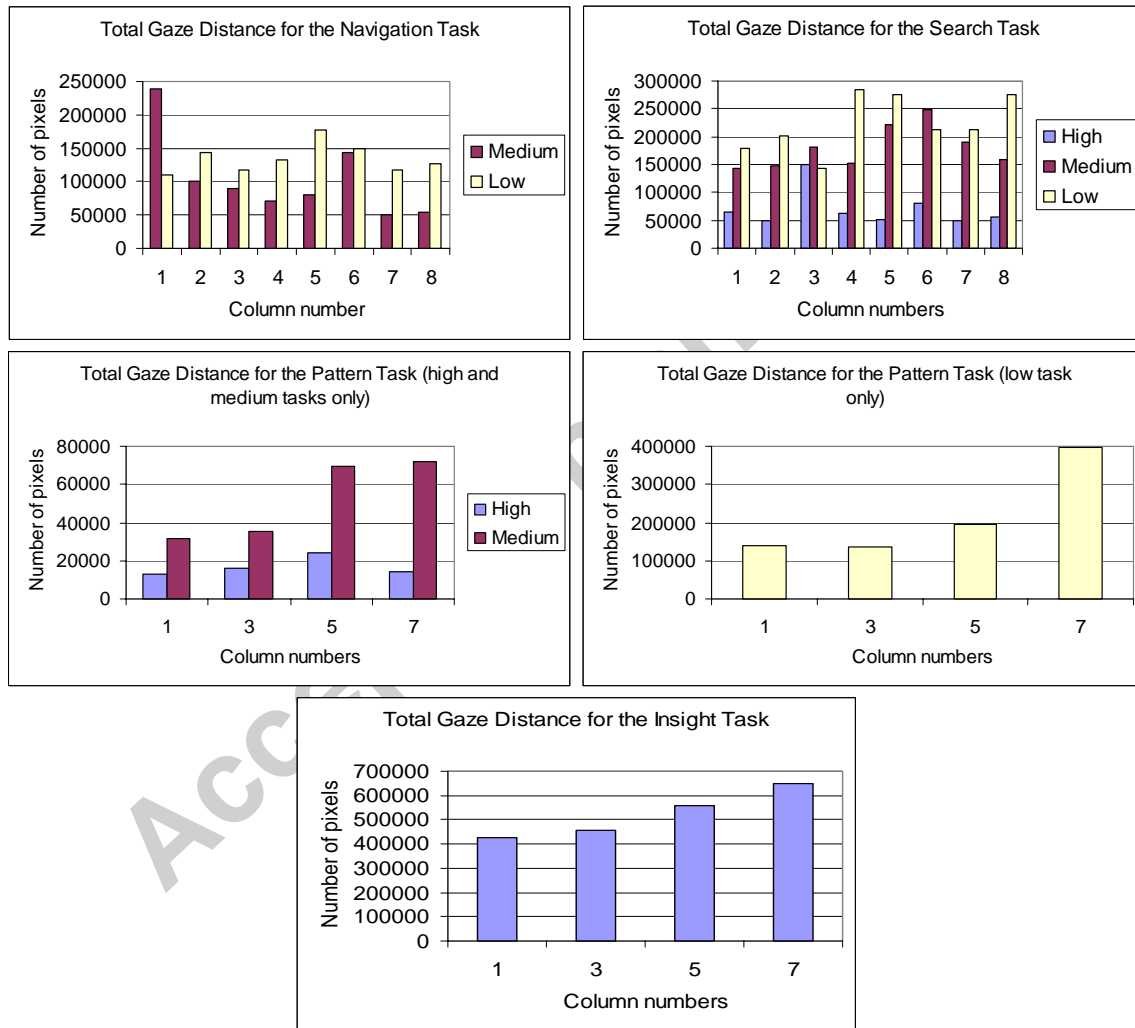 Total Gaze Distance for the Navigation Task
Number of pixels
250000
200000
150000
100000
50000
0
1 2 3 4 5 6 7 8
Column number
Medium
Low
Total Gaze Distance for the Search Task
Number of pixels
300000
250000
200000
150000
100000
50000
0
1 2 3 4 5 6 7 8
Column numbers
High
Medium
Low
Total Gaze Distance for the Pattern Task (high and
medium tasks only)
Number of pixels
80000
60000
40000
20000
0
1 3 5 7
Column numbers
High
Medium
Total Gaze Distance for the Pattern Task (low task
only)
Number of pixels
400000
300000
200000
100000
0
1 3 5 7
Column numbers
Total Gaze Distance for the Insight Task
Number of pixels
700000
600000
500000
400000
300000
200000
100000
0
1 3 5 7
Column numbers